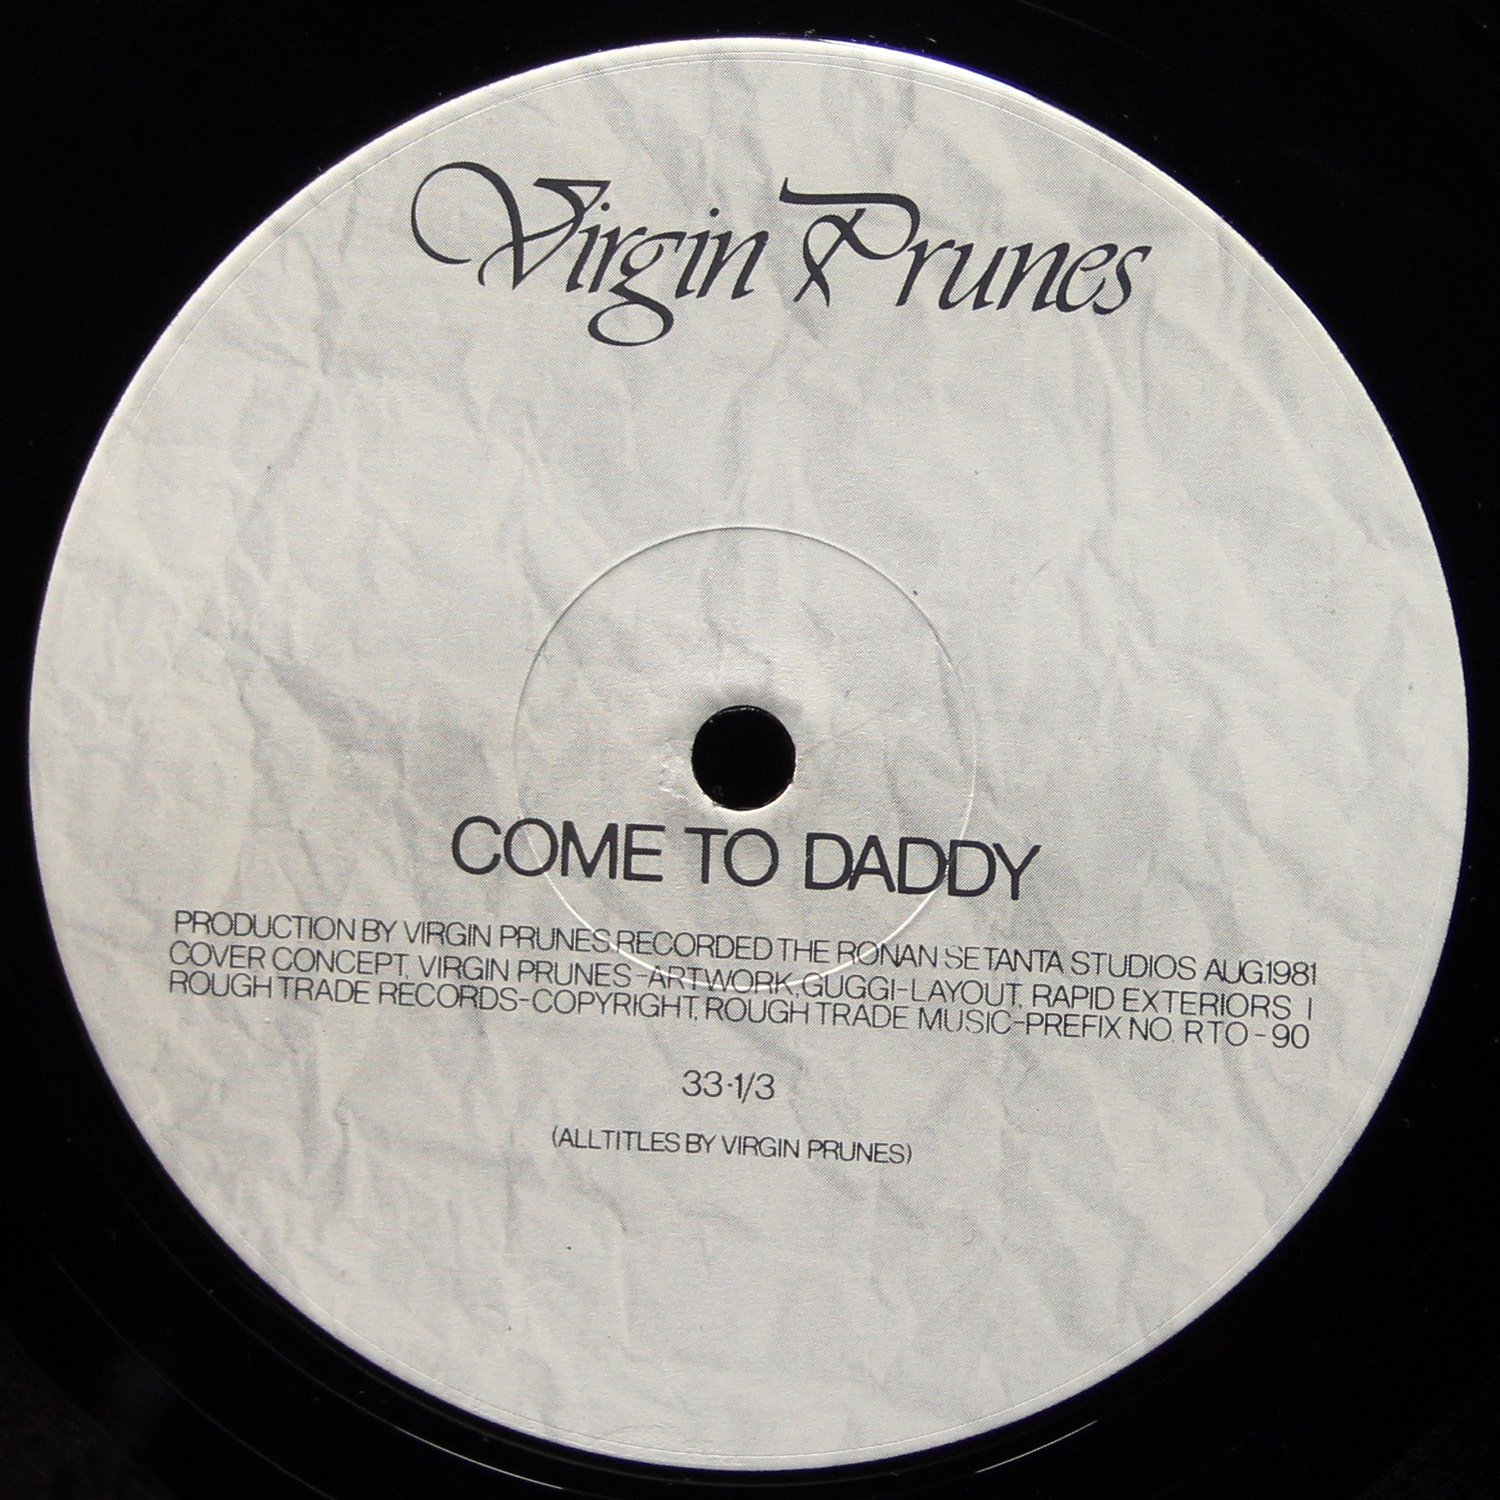 Virgin Prunes
COME TO DADDY
PRODUCTION BY VIRGIN PRUNES RECORDED THE RONAN SETANTA STUDIOS AUG.1981
COVER CONCEPT, VIRGIN PRUNES-ARTWORK, GUGGI-LAYOUT, RAPID EXTERIORS I
ROUGH TRADE RECORDS-COPYRIGHT, ROUGH TRADE MUSIC-PREFIX NO. RTO-90
33·1/3
(ALL TITLES BY VIRGIN PRUNES)